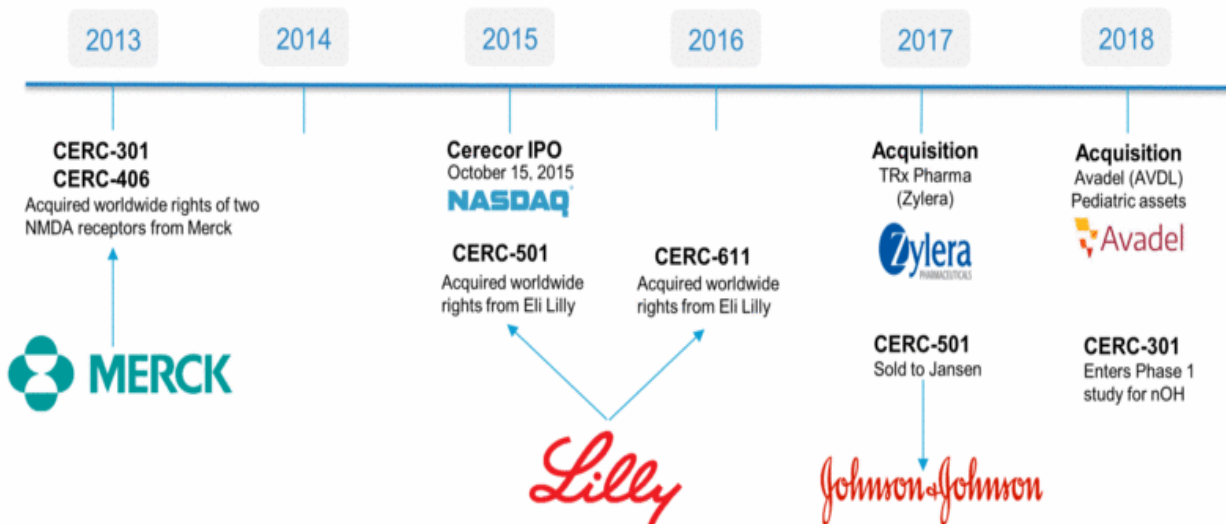 2013
2014
2015
2016
2017
2018
CERC-301
CERC-406
Acquired worldwide rights of two
NMDA receptors from Merck
MERCK
Cerecor IPO
October 15, 2015
NASDAQ
CERC-501
Acquired worldwide
rights from Eli Lilly
CERC-611
Acquired worldwide
rights from Eli Lilly
Lilly
Acquisition
TRx Pharma
(Zylera)
Zylera
PHARMACEUTICALS
CERC-501
Sold to Jansen
Johnson & Johnson
Acquisition
Avadel (AVDL)
Pediatric assets
Avadel
CERC-301
Enters Phase 1
study for nOH